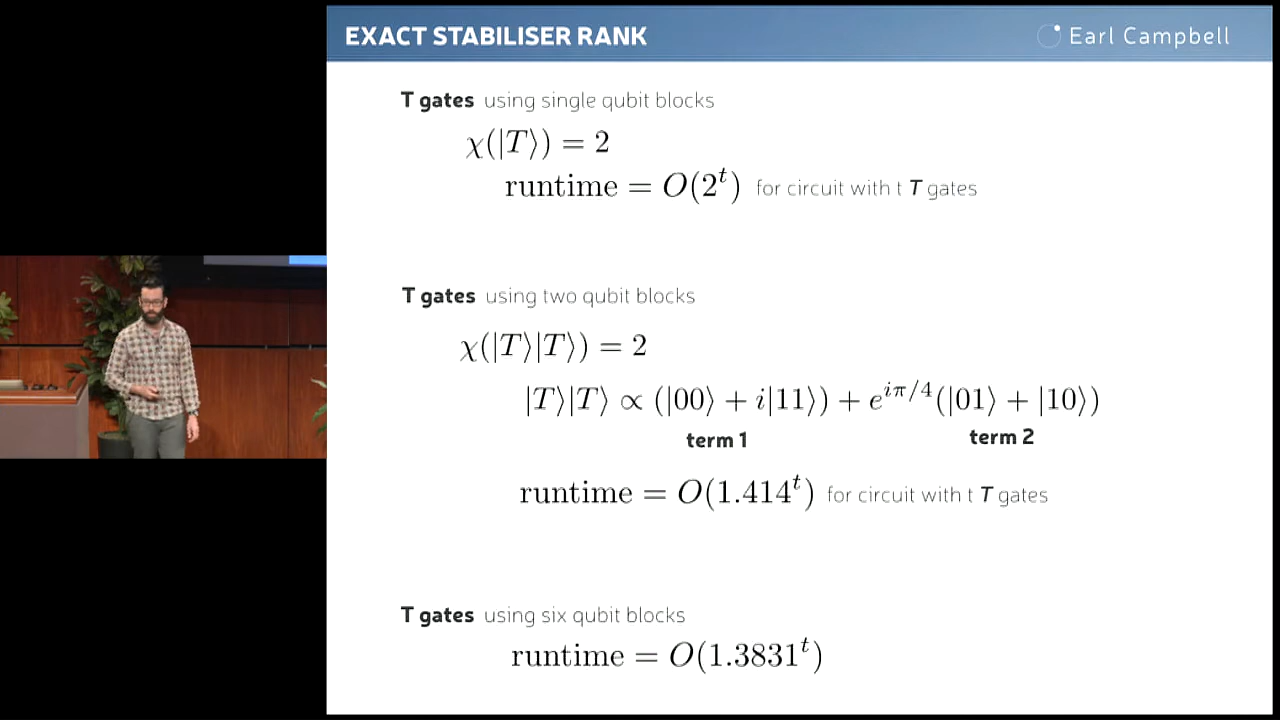 EXACT STABILISER RANK
Earl Campbell
T gates using single qubit blocks
χ(|T⟩) = 2
runtime = O(2^t) for circuit with t T gates
T gates using two qubit blocks
χ(|T⟩|T⟩) = 2
|T⟩|T⟩ ∝ (|00⟩ + i|11⟩) + e^{iπ/4}(|01⟩ + |10⟩)
term 1 term 2
runtime = O(1.414^t) for circuit with t T gates
T gates using six qubit blocks
runtime = O(1.3831^t)